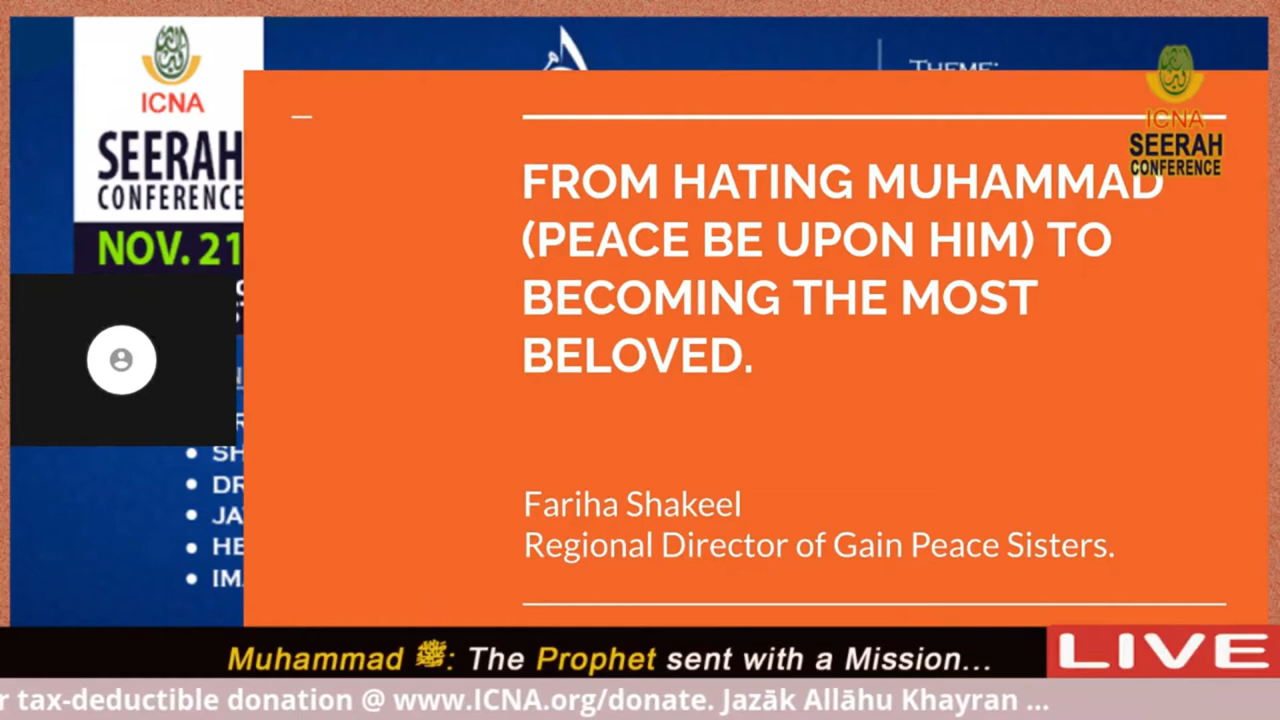 ICNA
SEERAH
CONFERENCE
NOV. 21
THEME:
ICNA
SEERAH
CONFERENCE
FROM HATING MUHAMMAD
(PEACE BE UPON HIM) TO
BECOMING THE MOST
BELOVED.
Fariha Shakeel
Regional Director of Gain Peace Sisters.
Muhammad ﷺ: The Prophet sent with a Mission...
LIVE
tax-deductible donation @ www.ICNA.org/donate. Jazāk Allāhu Khayran ...